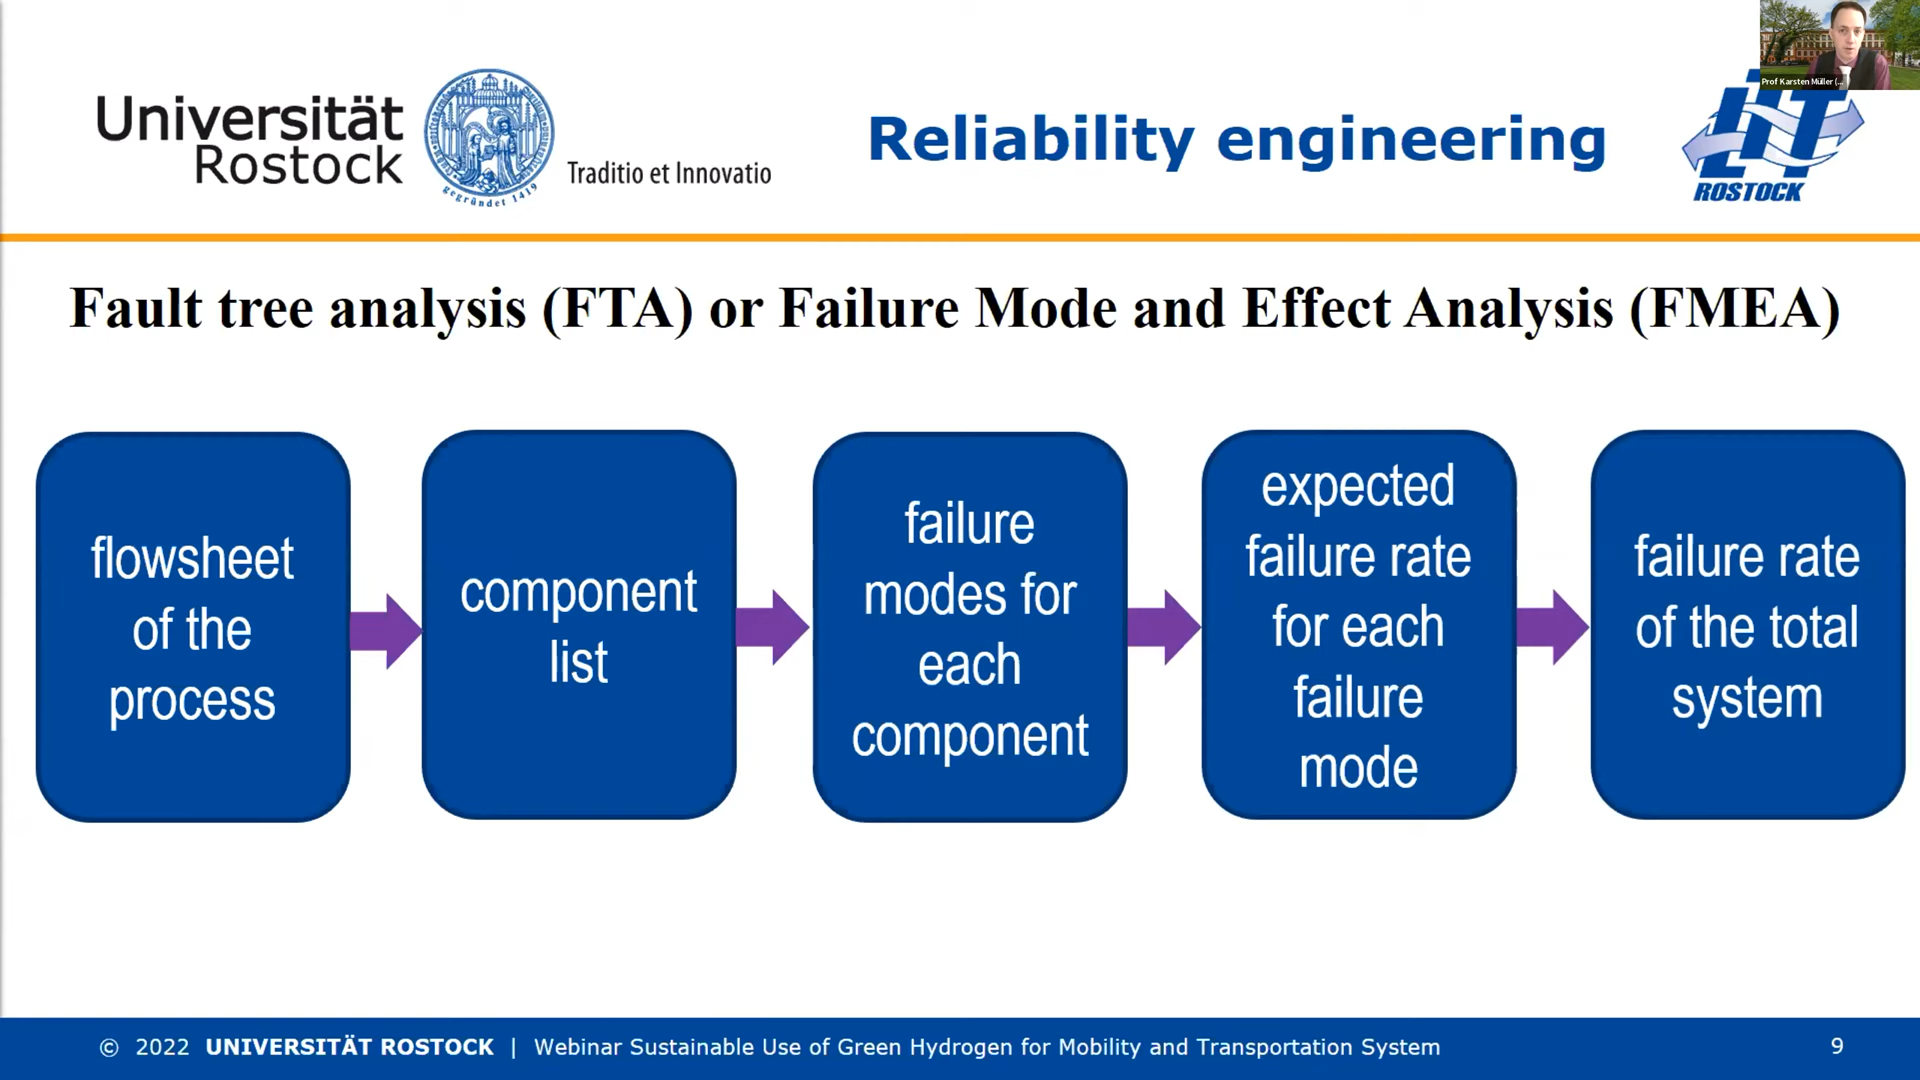 Prof Karsten Müller (...
Universität
Rostock
Traditio et Innovatio
gegründet 1419
Reliability engineering
LIT
ROSTOCK
Fault tree analysis (FTA) or Failure Mode and Effect Analysis (FMEA)
flowsheet
of the
process
component
list
failure
modes for
each
component
expected
failure rate
for each
failure
mode
failure rate
of the total
system
© 2022 UNIVERSITÄT ROSTOCK | Webinar Sustainable Use of Green Hydrogen for Mobility and Transportation System
9